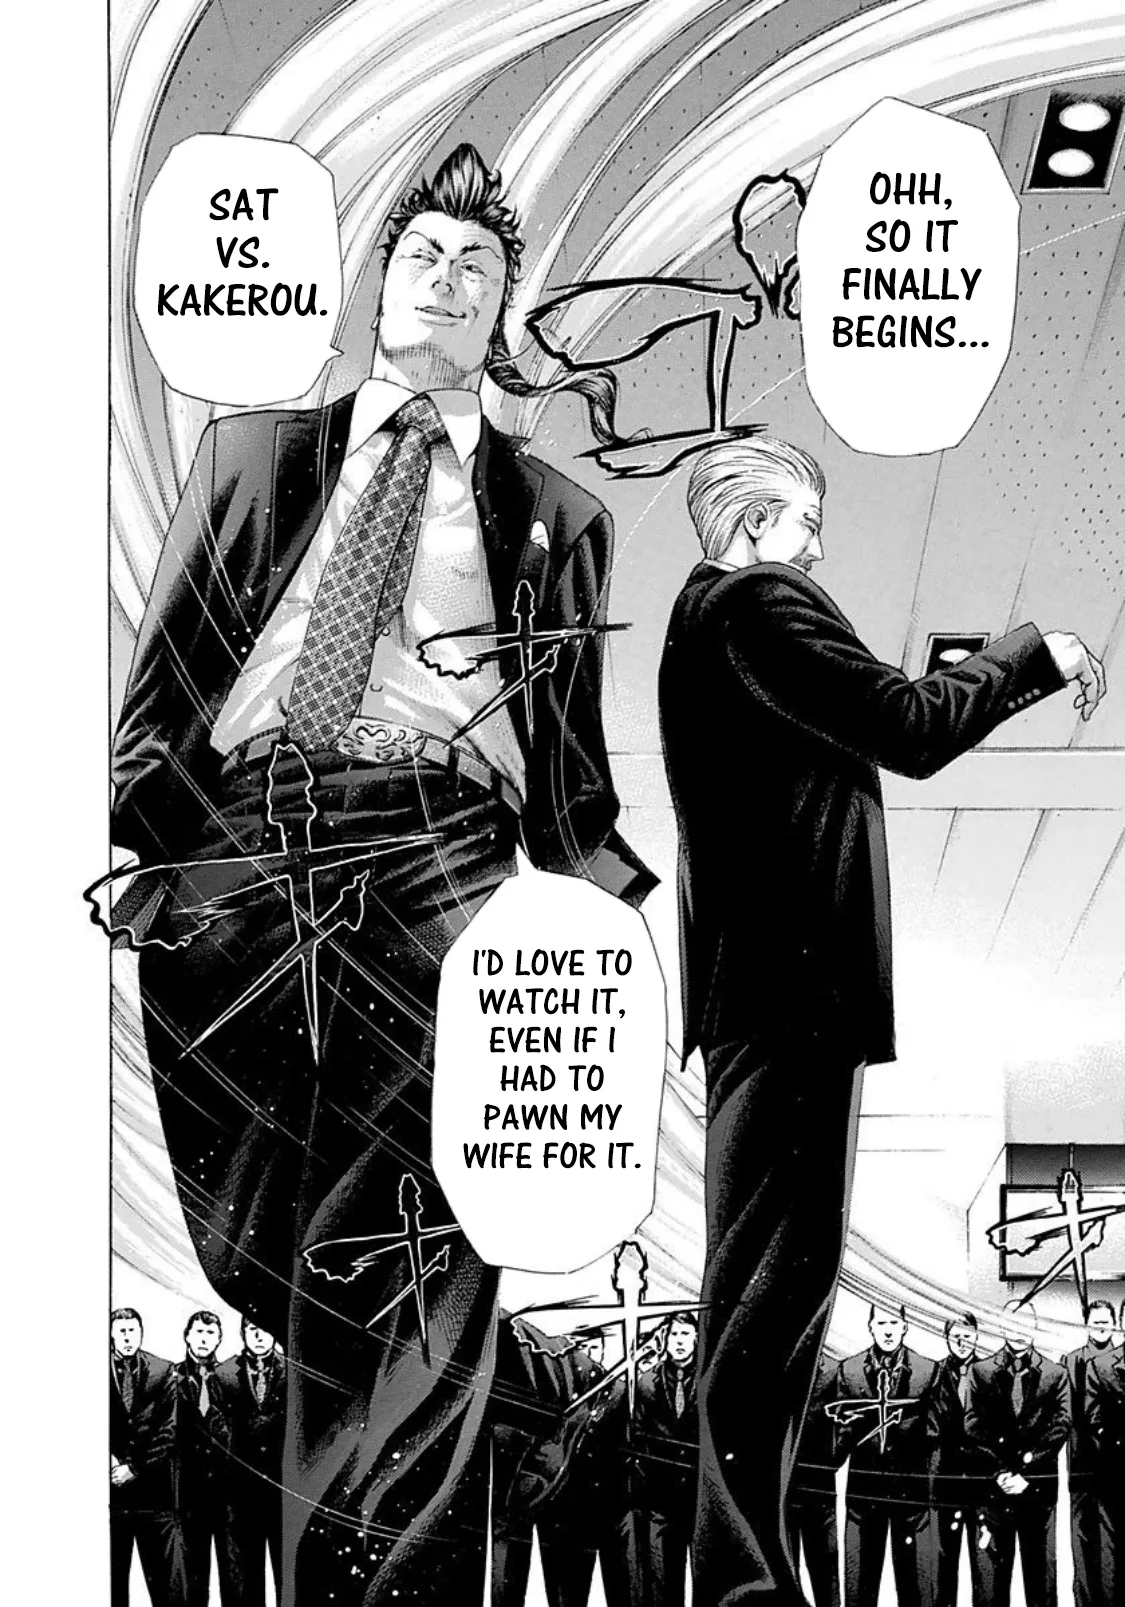 OHH,
SO IT
FINALLY
BEGINS...
SAT
VS.
KAKEROU.
I'D LOVE TO
WATCH IT,
EVEN IF I
HAD TO
PAWN MY
WIFE FOR IT.